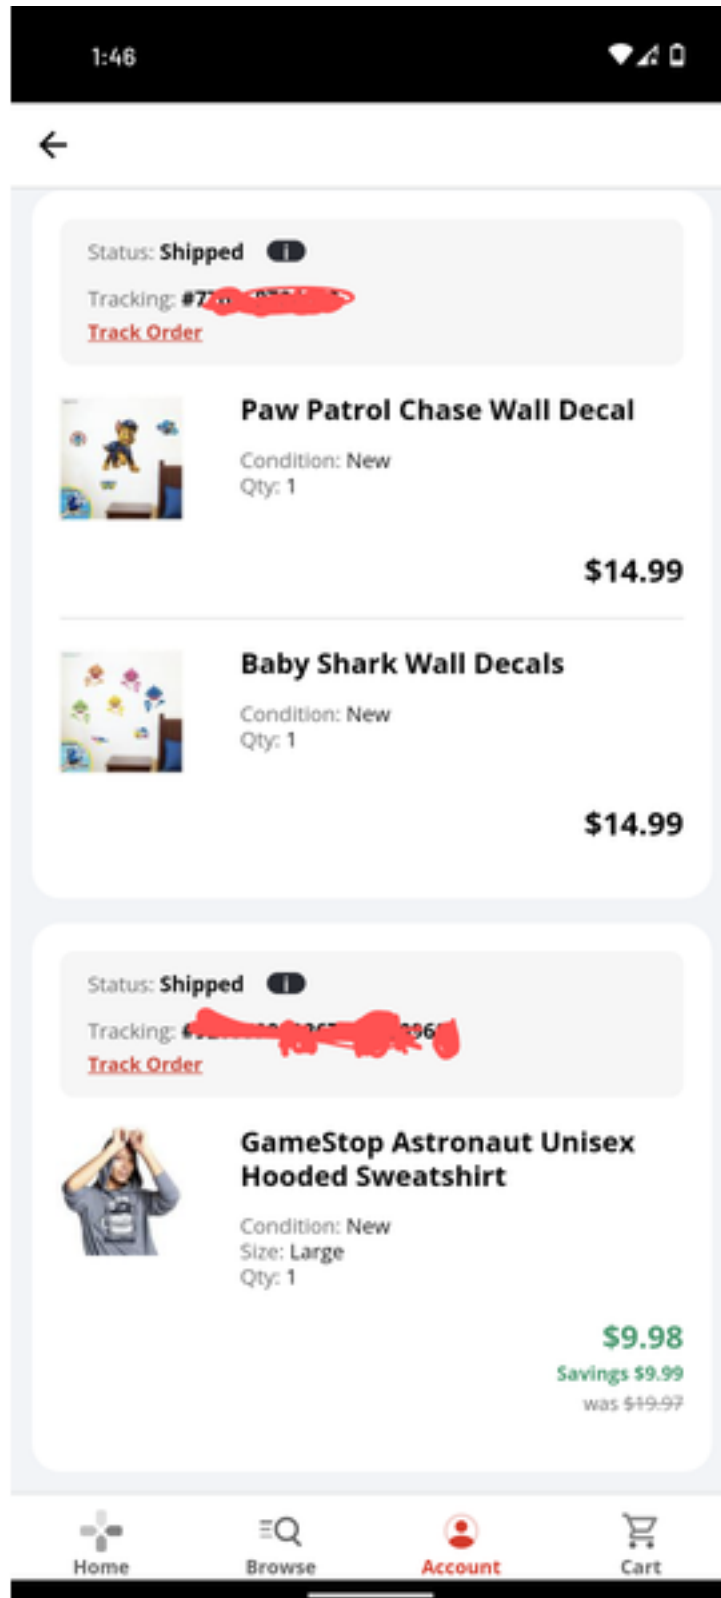 1:46
Status: Shipped i
Tracking:
Track Order
Paw Patrol Chase Wall Decal
Condition: New
Qty: 1
$14.99
Baby Shark Wall Decals
Condition: New
Qty: 1
$14.99
Status: Shipped i
Tracking:
Track Order
GameStop Astronaut Unisex
Hooded Sweatshirt
Condition: New
Size: Large
Qty: 1
$9.98
Savings $9.99
was $19.97
Home Browse Account Cart